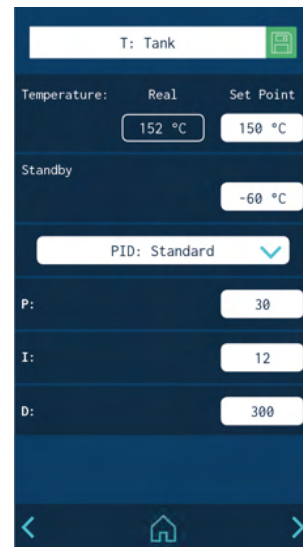 T: Tank
Temperature: Real Set Point
152 °C 150 °C
Standby
-60 °C
PID: Standard
P: 30
I: 12
D: 300